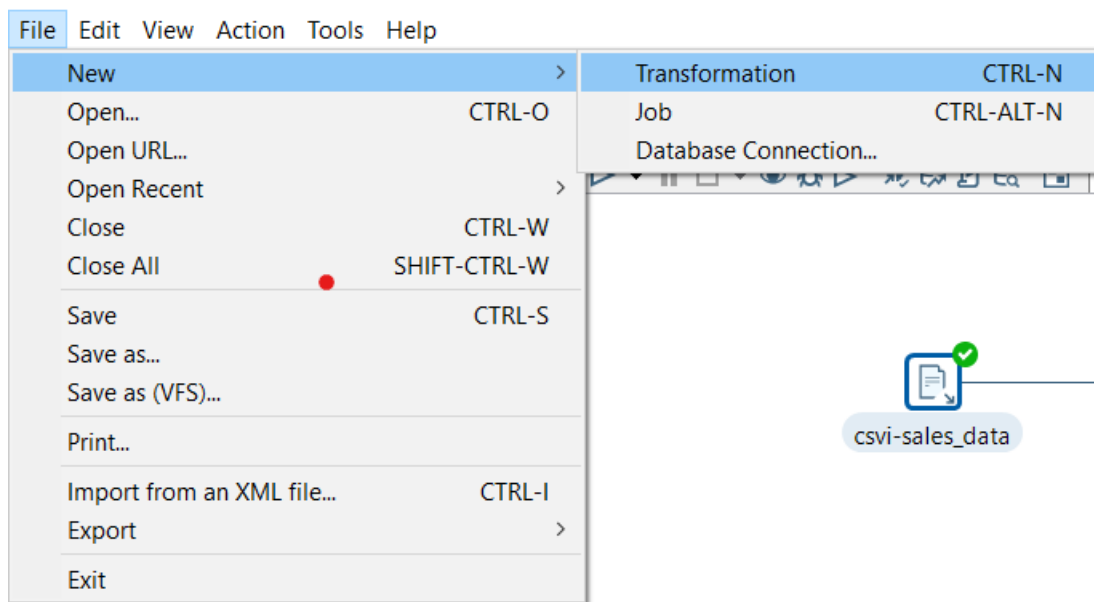 File Edit View Action Tools Help
New > Transformation CTRL-N
Open... CTRL-O Job CTRL-ALT-N
Open URL... Database Connection...
Open Recent >
Close CTRL-W
Close All SHIFT-CTRL-W
Save CTRL-S
Save as...
Save as (VFS)...
Print...
Import from an XML file... CTRL-I
Export >
Exit
csvi-sales_data